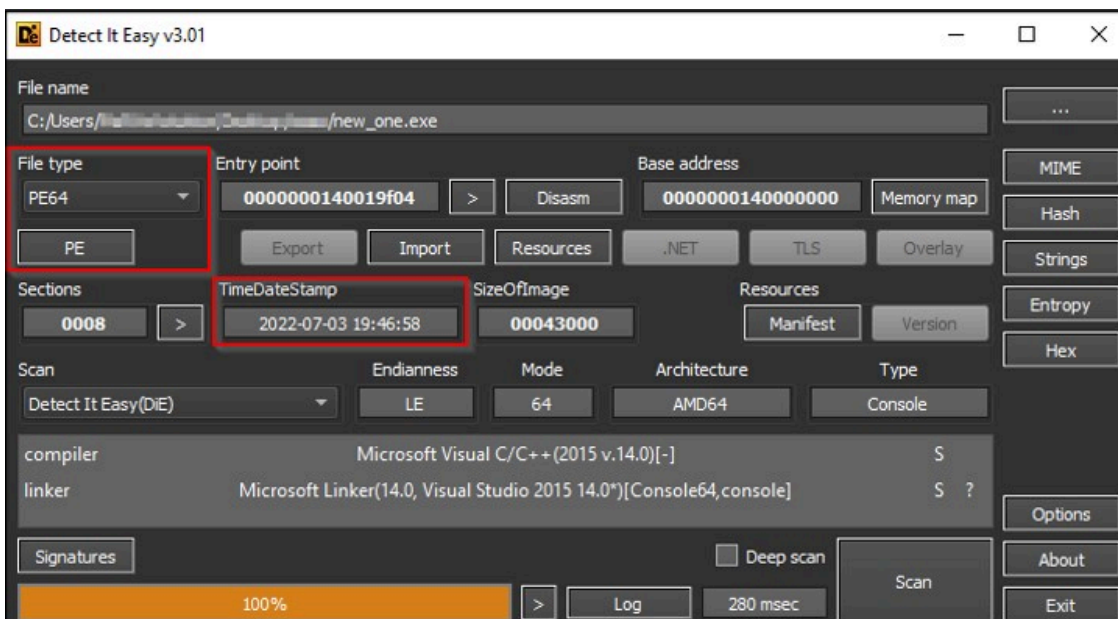 Detect It Easy v3.01
File name
...
C:/Users/ /new_one.exe
File type Entry point Base address
MIME
PE64 0000000140019f04 > Disasm 0000000140000000 Memory map
Hash
PE Export Import Resources .NET TLS Overlay
Strings
Sections TimeDateStamp SizeOfImage Resources
Entropy
0008 > 2022-07-03 19:46:58 00043000 Manifest Version
Hex
Scan Endianness Mode Architecture Type
Detect It Easy(DiE) LE 64 AMD64 Console
compiler Microsoft Visual C/C++(2015 v.14.0)[-] S
linker Microsoft Linker(14.0, Visual Studio 2015 14.0*)[Console64,console] S ?
Options
Signatures Deep scan
About
Scan
100% > Log 280 msec
Exit